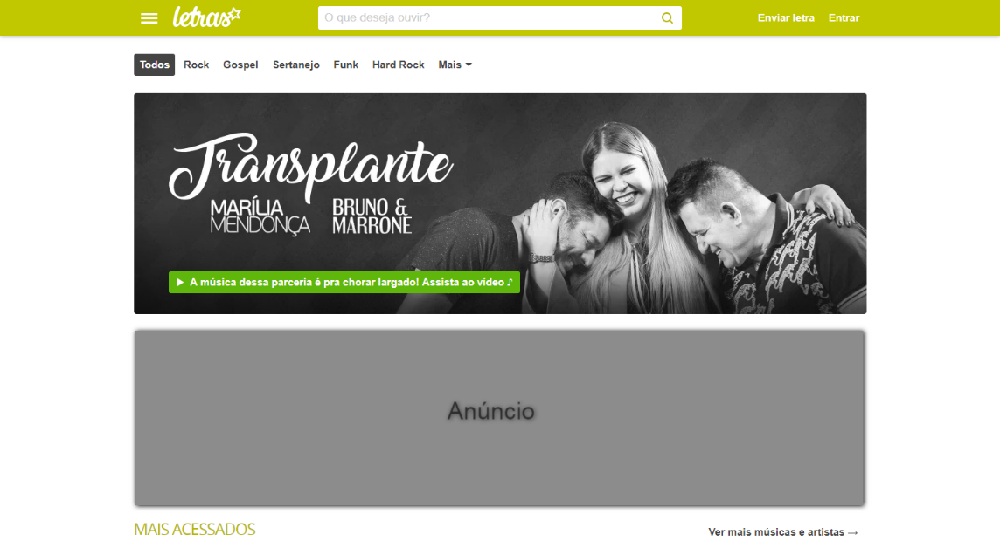 letras
O que deseja ouvir?
Enviar letra
Entrar
Todos
Rock
Gospel
Sertanejo
Funk
Hard Rock
Mais
Transplante
MARÍLIA
MENDONÇA
BRUNO &
MARRONE
A música dessa parceria é pra chorar largado! Assista ao video ♪
Anúncio
MAIS ACESSADOS
Ver mais músicas e artistas →